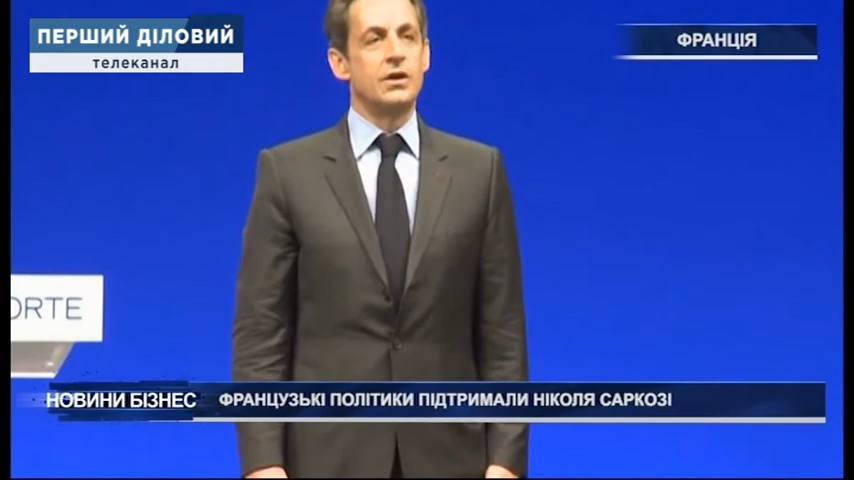 ПЕРШИЙ ДІЛОВИЙ
телеканал
ФРАНЦІЯ
ORTE
НОВИНИ БІЗНЕС
ФРАНЦУЗЬКІ ПОЛІТИКИ ПІДТРИМАЛИ НІКОЛЯ САРКОЗІ